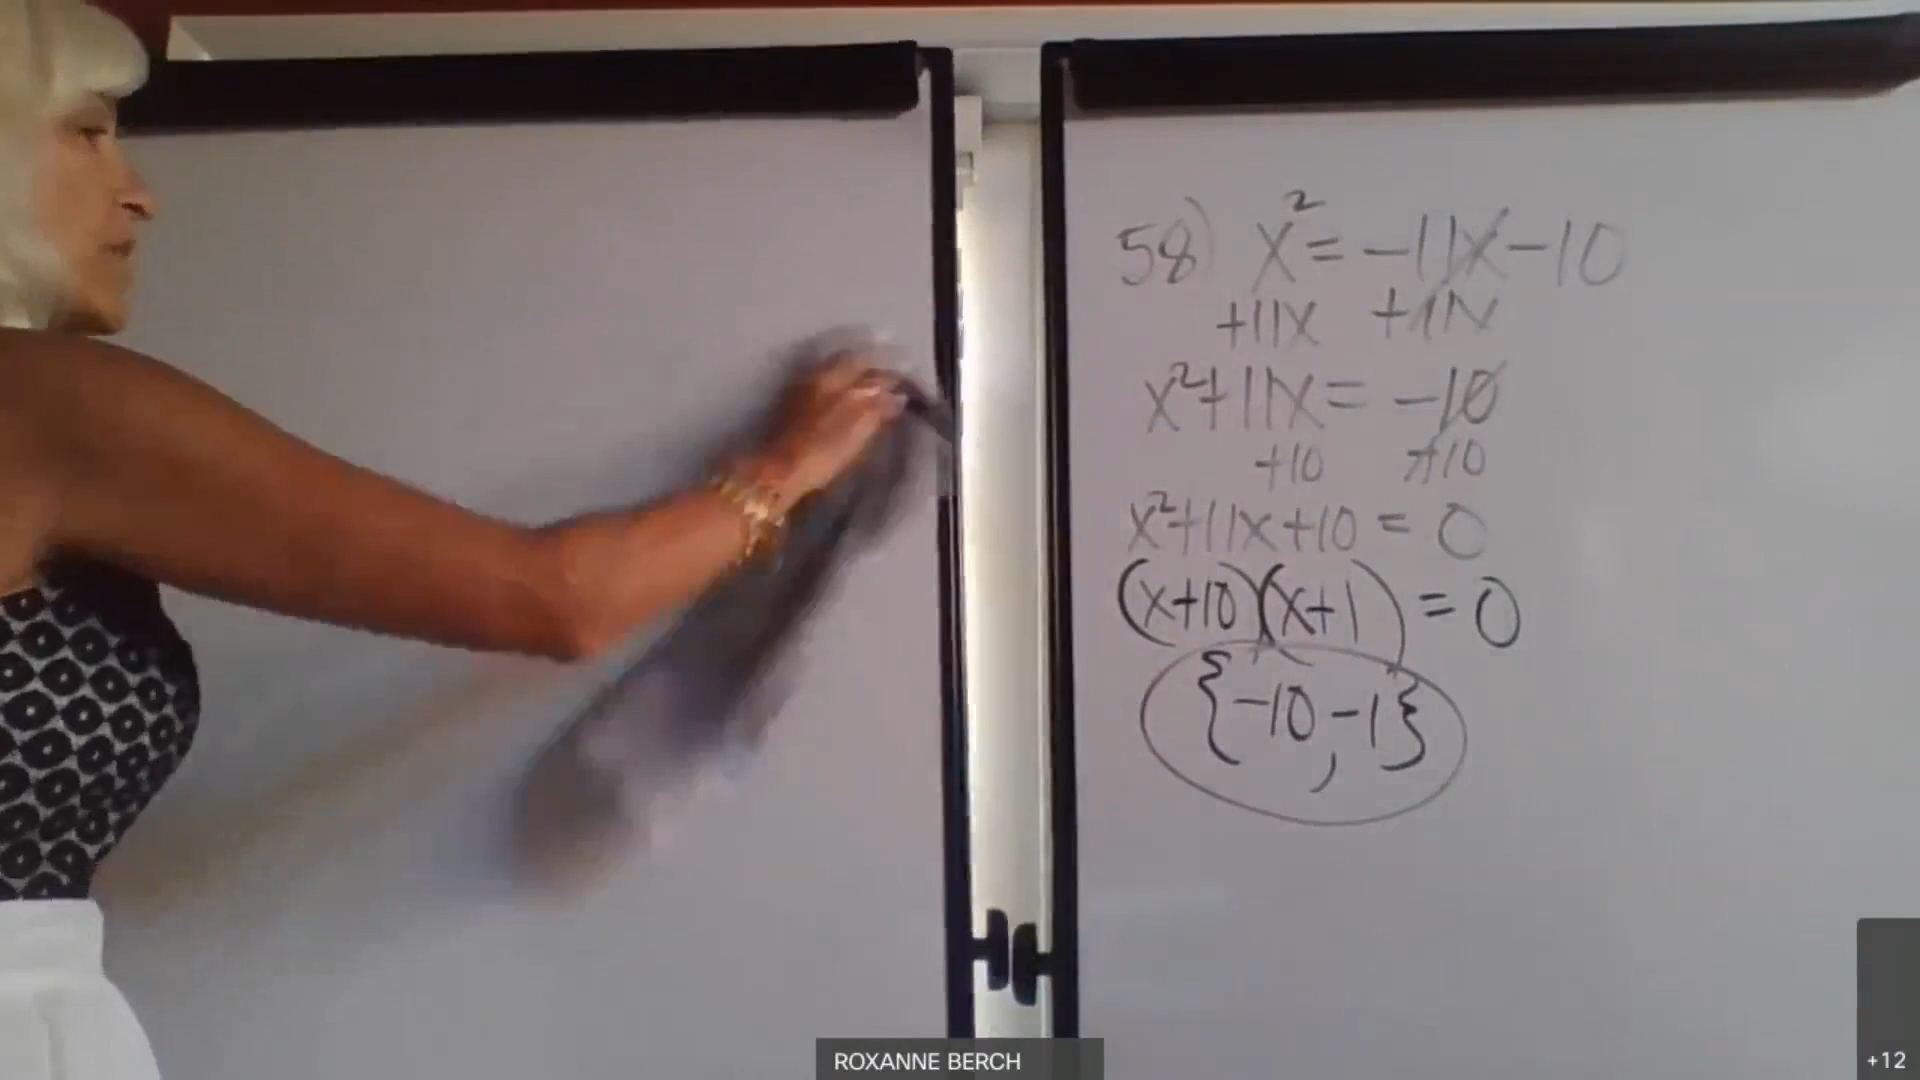 58) x² = -11x-10
+11x +11x
x²+11x = -10
+10 +10
x²+11x+10 = 0
(x+10)(x+1) = 0
{-10,-1}
ROXANNE BERCH
+12